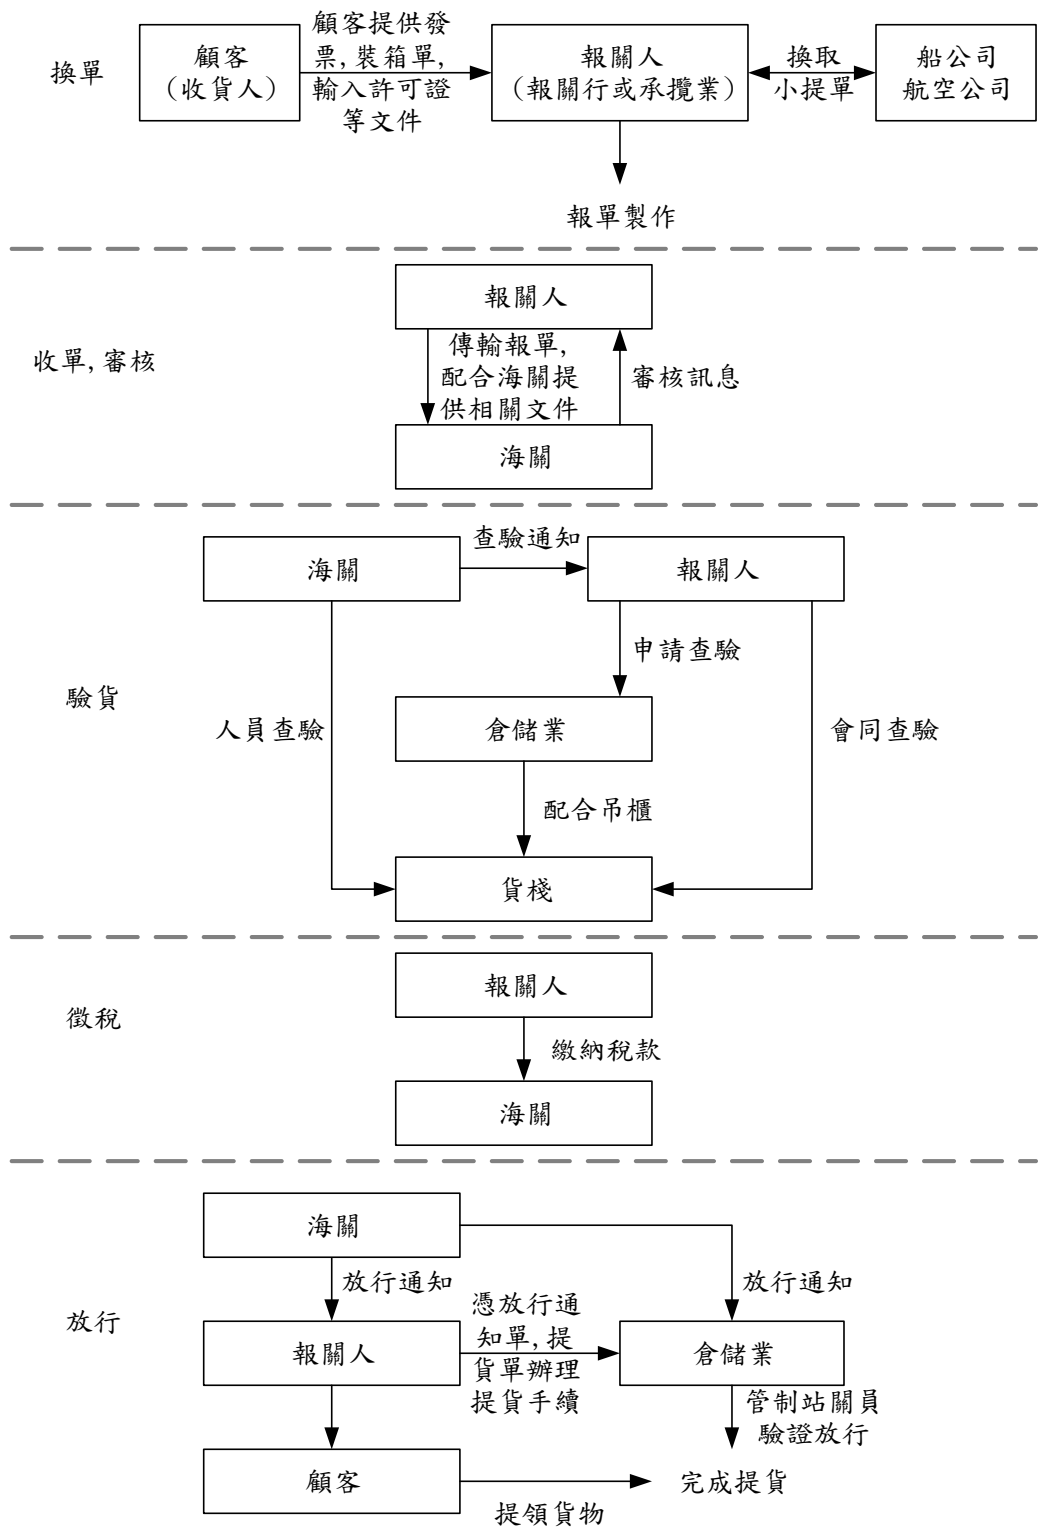 換單
顧客
（收貨人）
顧客提供發
票, 裝箱單,
輸入許可證
等文件
報關人
（報關行或承攬業）
換取
小提單
船公司
航空公司
報單製作
收單, 審核
報關人
傳輸報單,
配合海關提
供相關文件
審核訊息
海關
驗貨
海關
查驗通知
報關人
申請查驗
人員查驗
倉儲業
會同查驗
配合吊櫃
貨棧
徵稅
報關人
繳納稅款
海關
放行
海關
放行通知
放行通知
報關人
憑放行通
知單, 提
貨單辦理
提貨手續
倉儲業
管制站關員
驗證放行
顧客
提領貨物
完成提貨